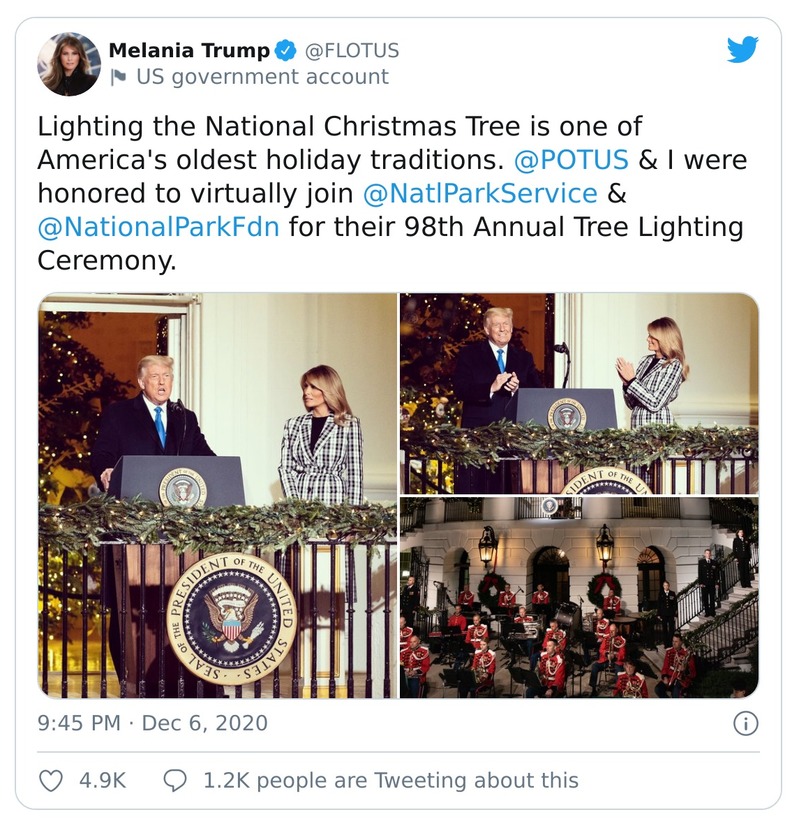 Melania Trump @FLOTUS
US government account
Lighting the National Christmas Tree is one of
America's oldest holiday traditions. @POTUS & I were
honored to virtually join @NatlParkService &
@NationalParkFdn for their 98th Annual Tree Lighting
Ceremony.
SEAL OF THE PRESIDENT OF THE UNITED STATES
SIDENT OF THE U
9:45 PM · Dec 6, 2020
4.9K 1.2K people are Tweeting about this